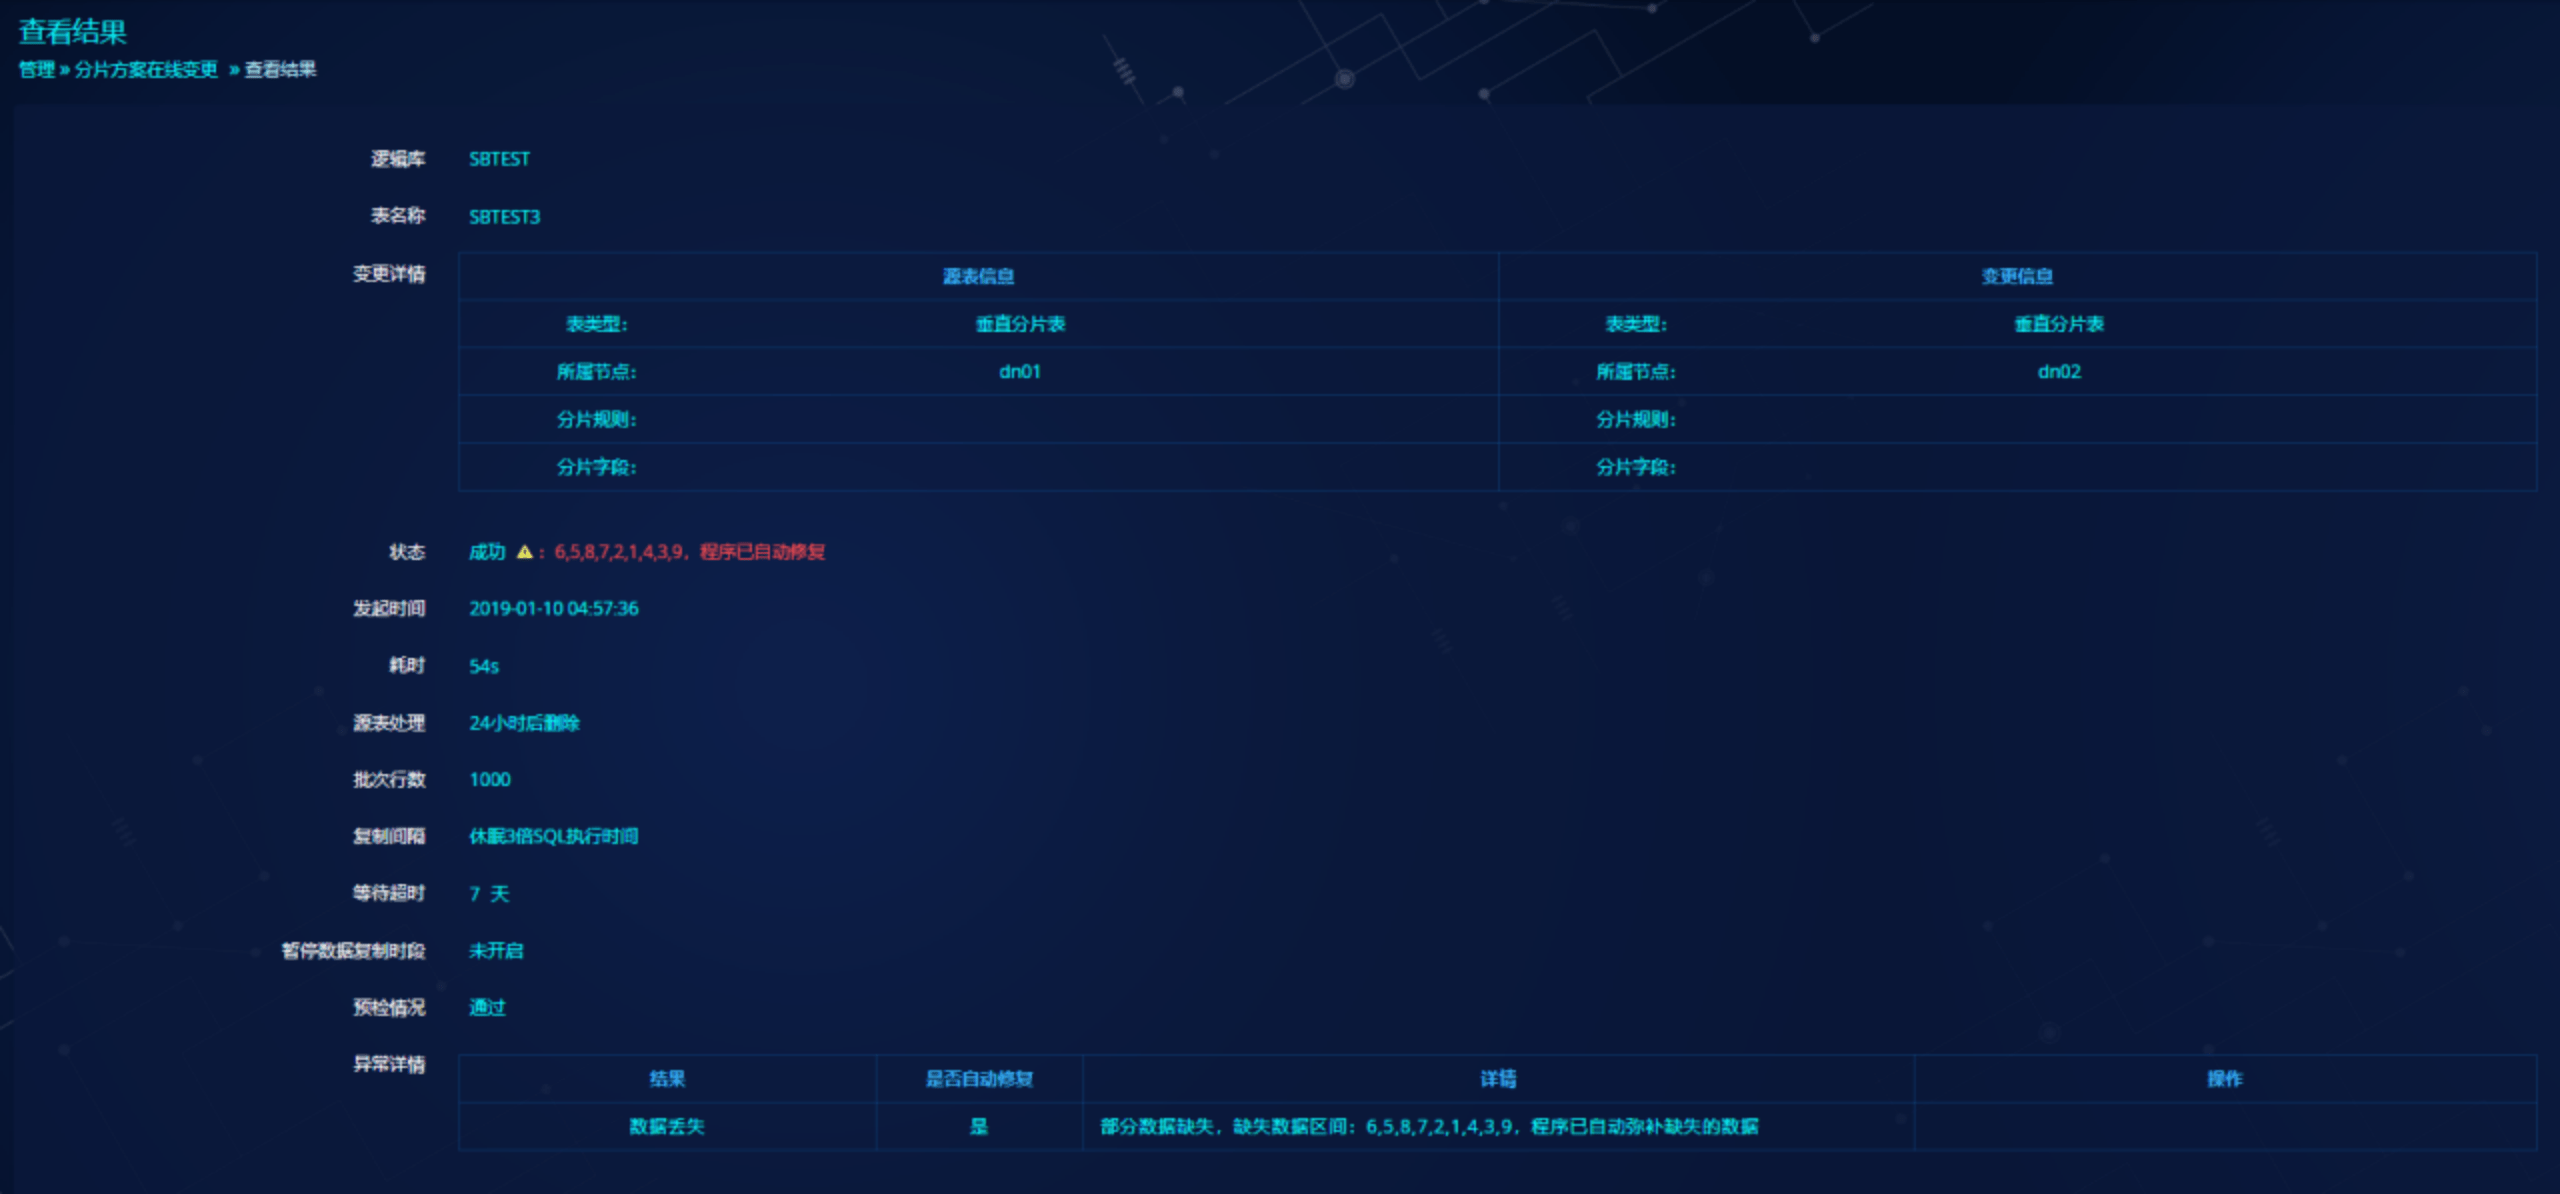 查看结果
管理 » 分片方案在线变更 » 查看结果
逻辑库 SBTEST
表名称 SBTEST3
变更详情 源表信息 变更信息
表类型： 垂直分片表 表类型： 垂直分片表
所属节点： dn01 所属节点： dn02
分片规则： 分片规则：
分片字段： 分片字段：
状态 成功 ：6,5,8,7,2,1,4,3,9，程序已自动修复
发起时间 2019-01-10 04:57:36
耗时 54s
源表处理 24小时后删除
批次行数 1000
复制间隔 休眠3倍SQL执行时间
等待超时 7 天
暂停数据复制时段 未开启
预检情况 通过
异常详情 结果 是否自动修复 详情 操作
数据丢失 是 部分数据缺失，缺失数据区间：6,5,8,7,2,1,4,3,9，程序已自动弥补缺失的数据